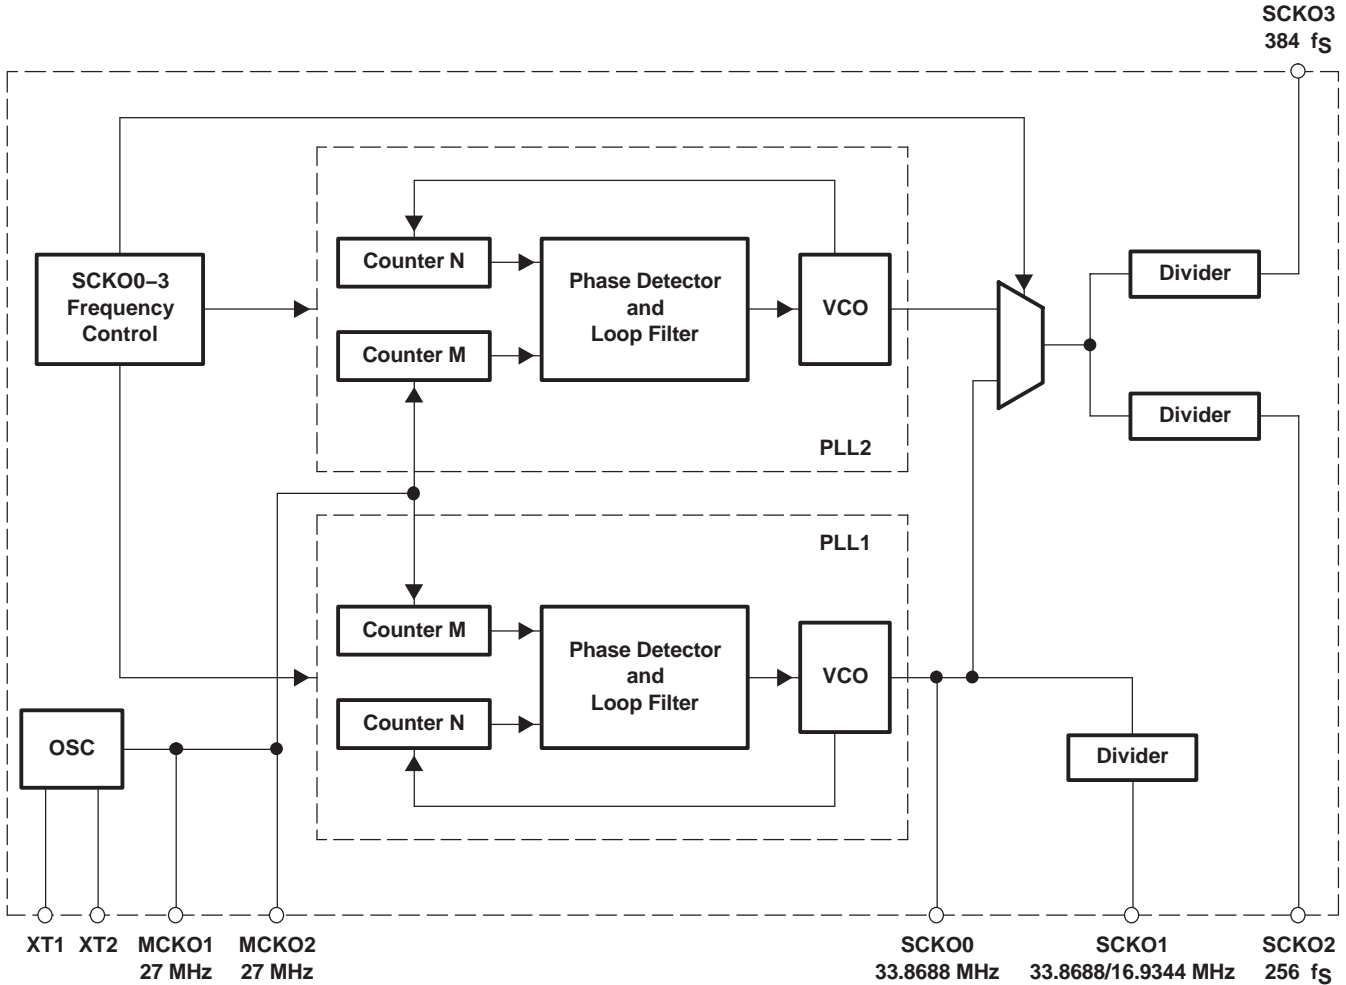 SCKO3
384 fS
SCKO0–3
Frequency
Control
Counter N
Counter M
Phase Detector
and
Loop Filter
VCO
PLL2
Divider
Divider
PLL1
Counter M
Counter N
Phase Detector
and
Loop Filter
VCO
Divider
OSC
XT1
XT2
MCKO1
27 MHz
MCKO2
27 MHz
SCKO0
33.8688 MHz
SCKO1
33.8688/16.9344 MHz
SCKO2
256 fS